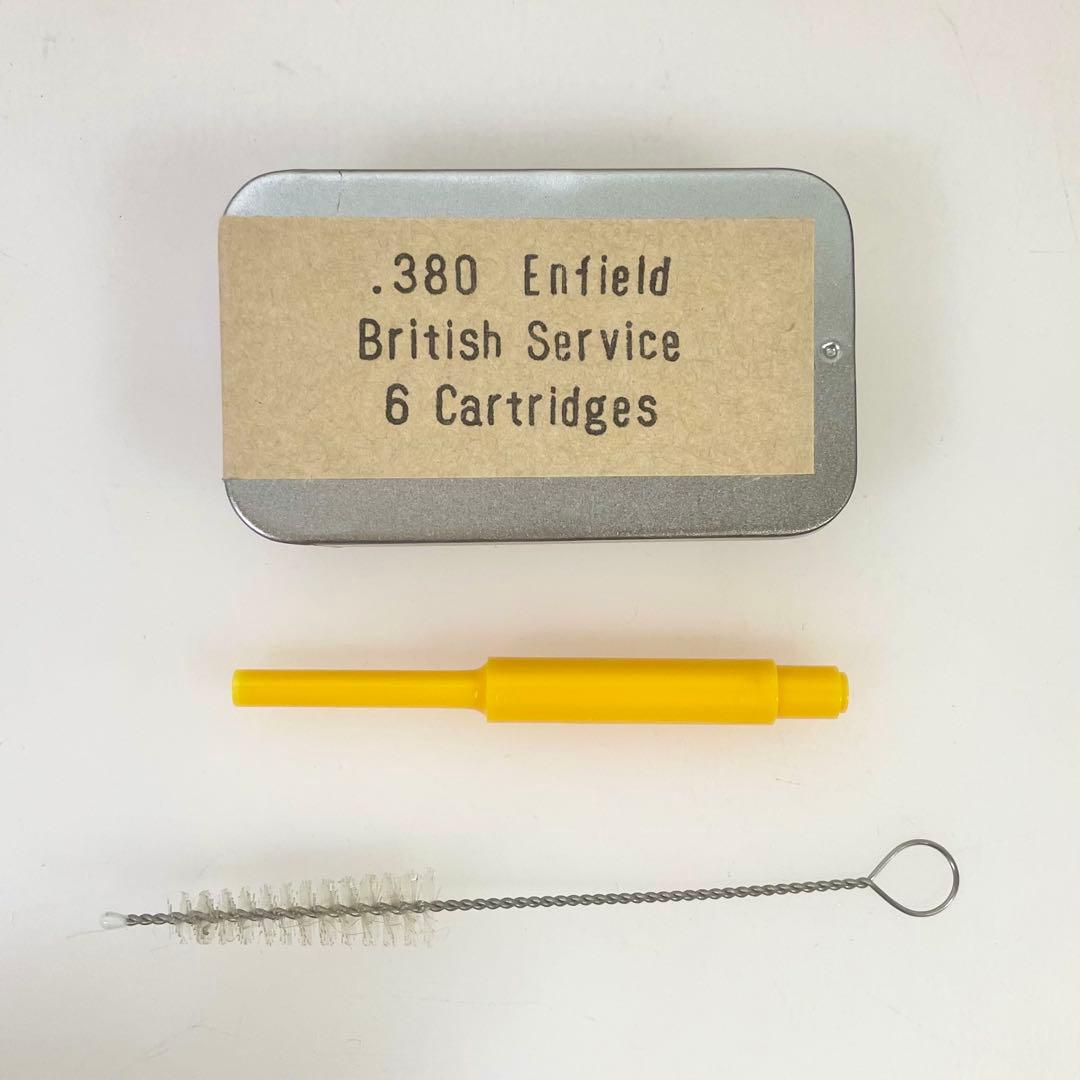 .380 Enfield
British Service
6 Cartridges